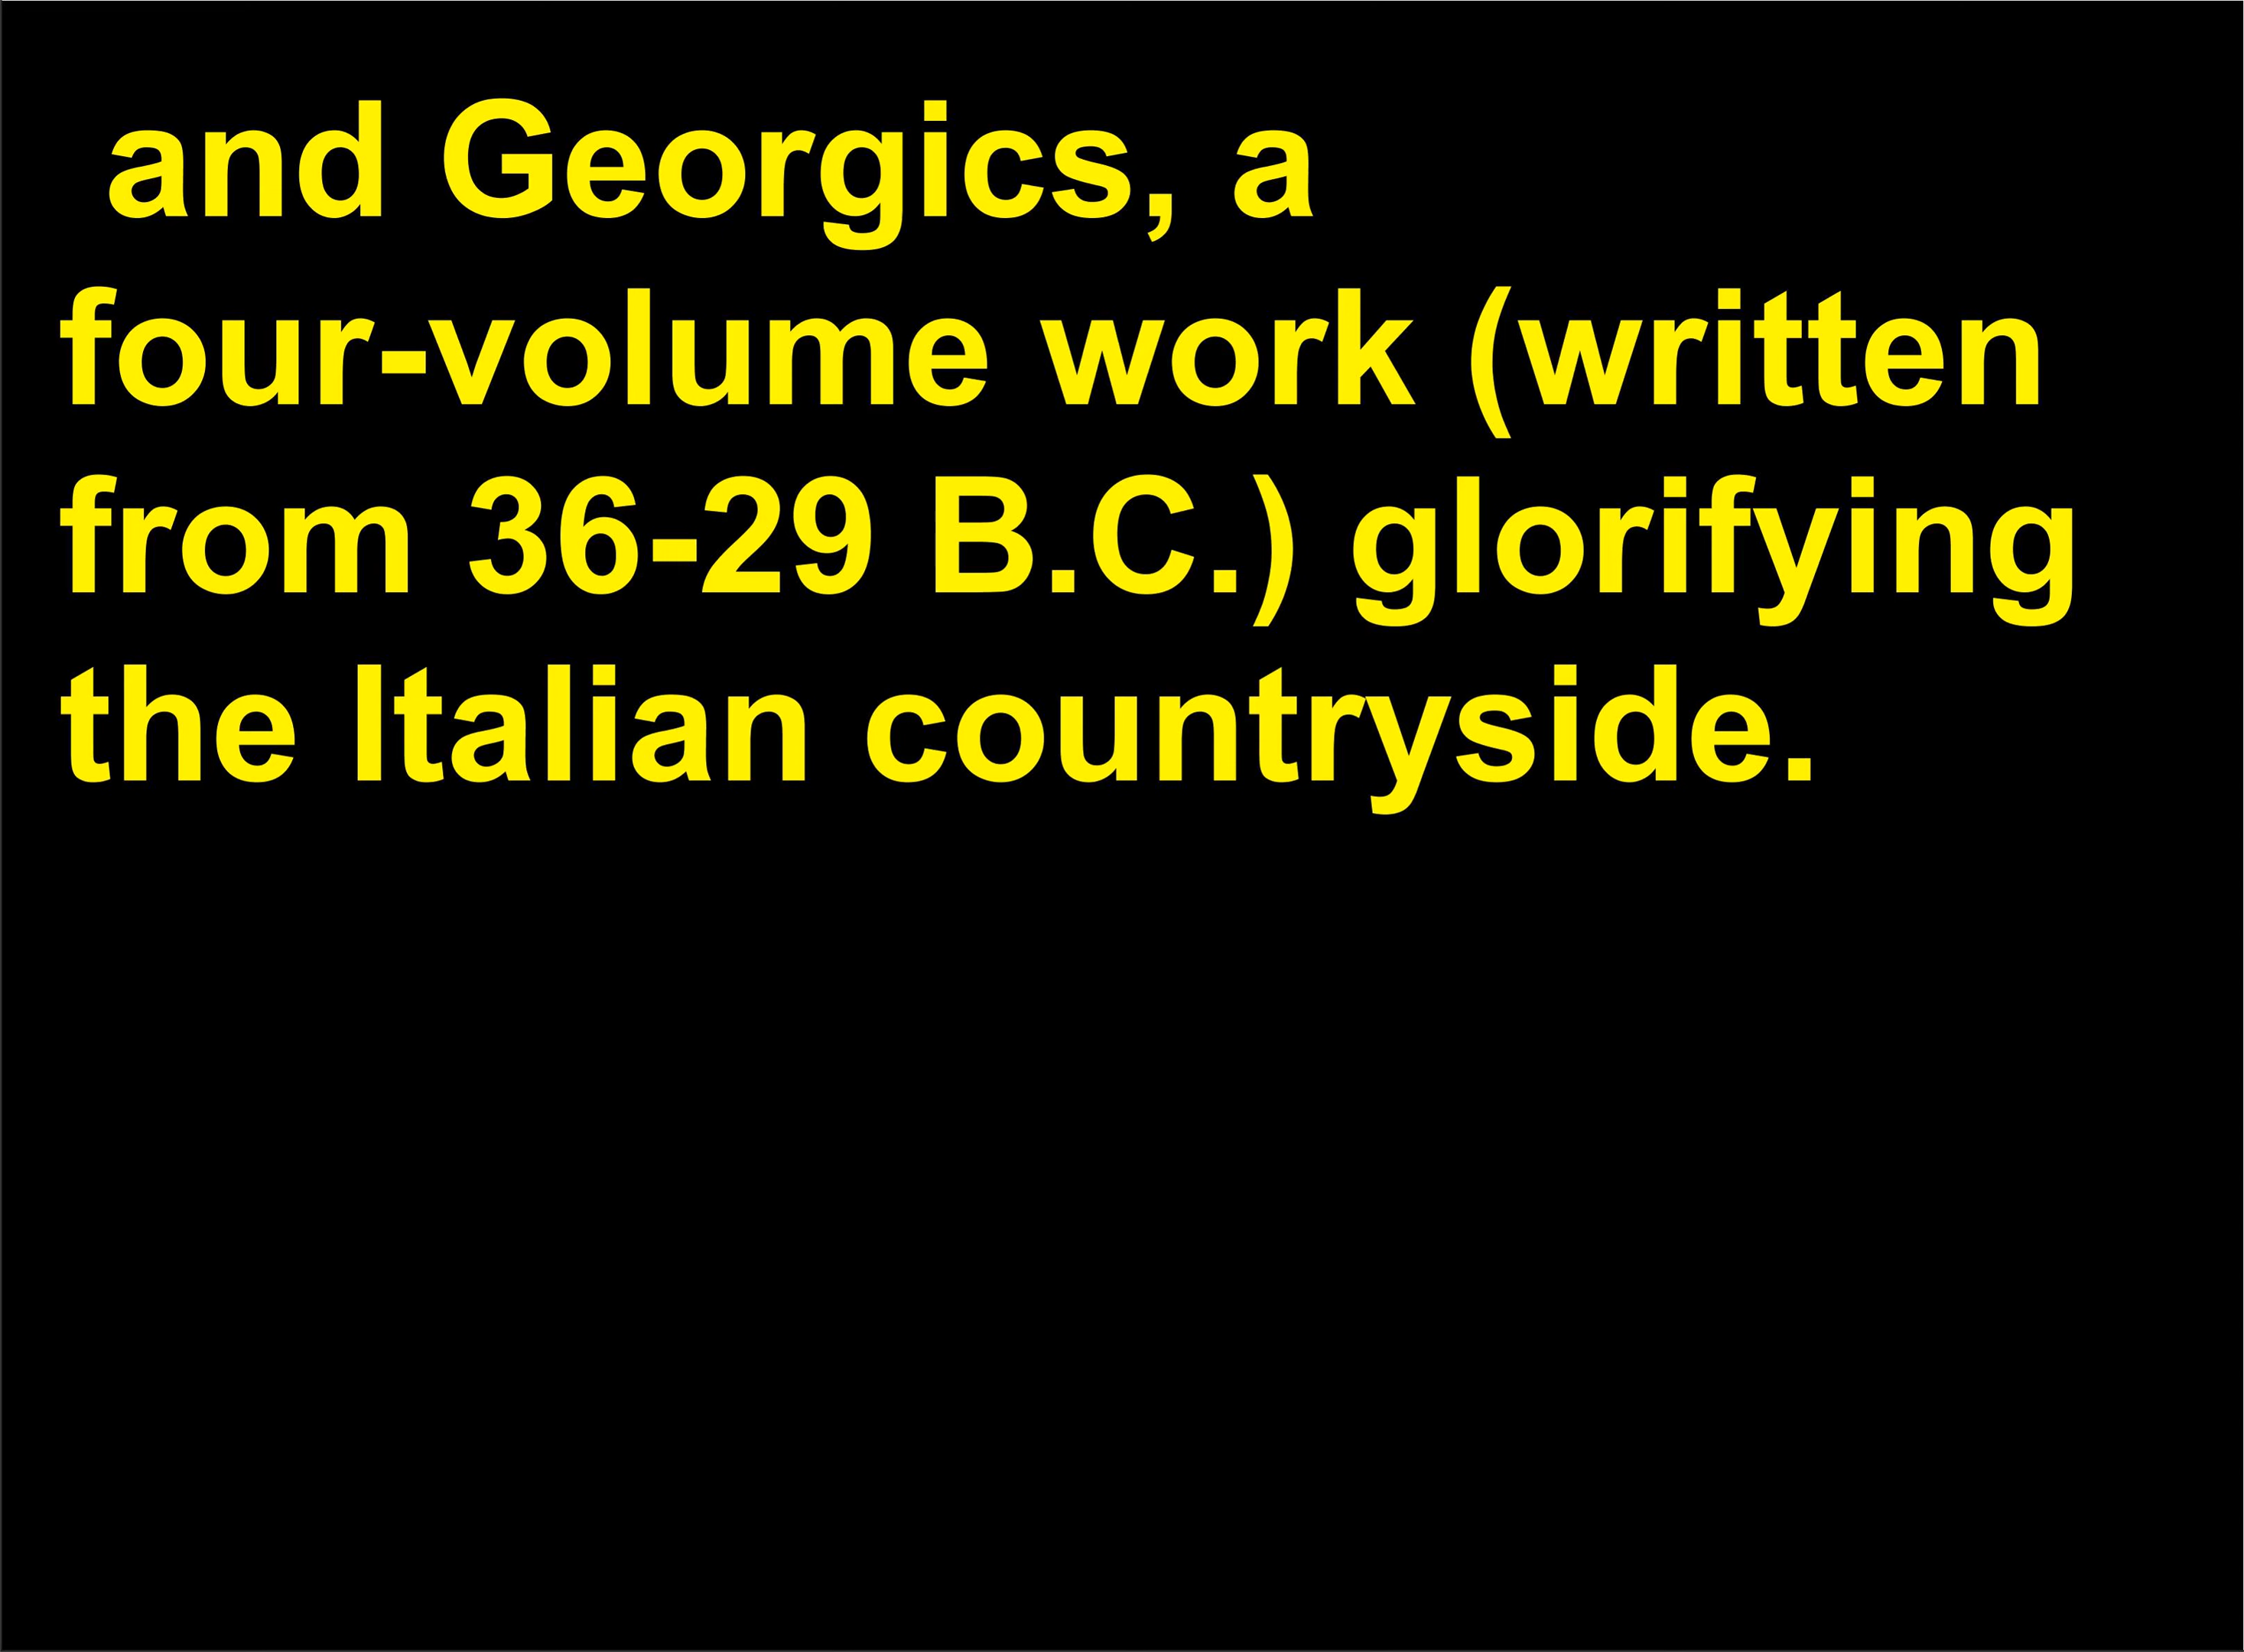 and Georgics, a
four-volume work (written
from 36-29 B.C.) glorifying
the Italian countryside.